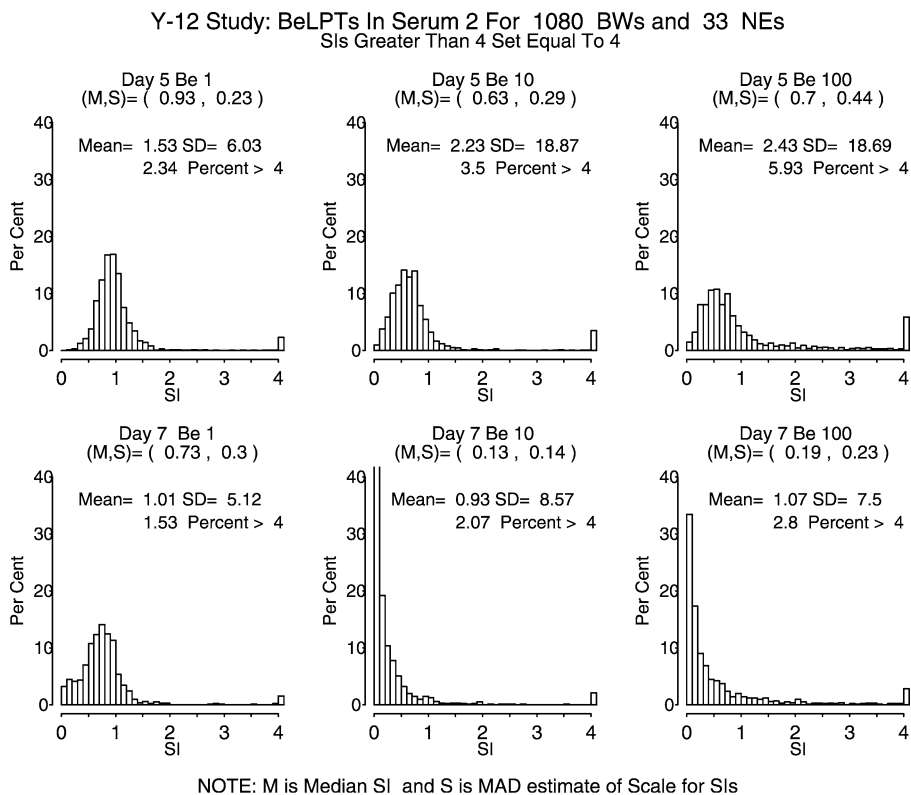 Y-12 Study: BeLPTs In Serum 2 For 1080 BWs and 33 NEs
SIs Greater Than 4 Set Equal To 4
Day 5 Be 1
(M,S)= ( 0.93 , 0.23 )
Mean= 1.53 SD= 6.03
2.34 Percent > 4
Per Cent
40
30
20
10
0
0 1 2 3 4
SI
Day 5 Be 10
(M,S)= ( 0.63 , 0.29 )
Mean= 2.23 SD= 18.87
3.5 Percent > 4
Per Cent
40
30
20
10
0
0 1 2 3 4
SI
Day 5 Be 100
(M,S)= ( 0.7 , 0.44 )
Mean= 2.43 SD= 18.69
5.93 Percent > 4
Per Cent
40
30
20
10
0
0 1 2 3 4
SI
Day 7 Be 1
(M,S)= ( 0.73 , 0.3 )
Mean= 1.01 SD= 5.12
1.53 Percent > 4
Per Cent
40
30
20
10
0
0 1 2 3 4
SI
Day 7 Be 10
(M,S)= ( 0.13 , 0.14 )
Mean= 0.93 SD= 8.57
2.07 Percent > 4
Per Cent
40
30
20
10
0
0 1 2 3 4
SI
Day 7 Be 100
(M,S)= ( 0.19 , 0.23 )
Mean= 1.07 SD= 7.5
2.8 Percent > 4
Per Cent
40
30
20
10
0
0 1 2 3 4
SI
NOTE: M is Median SI and S is MAD estimate of Scale for SIs